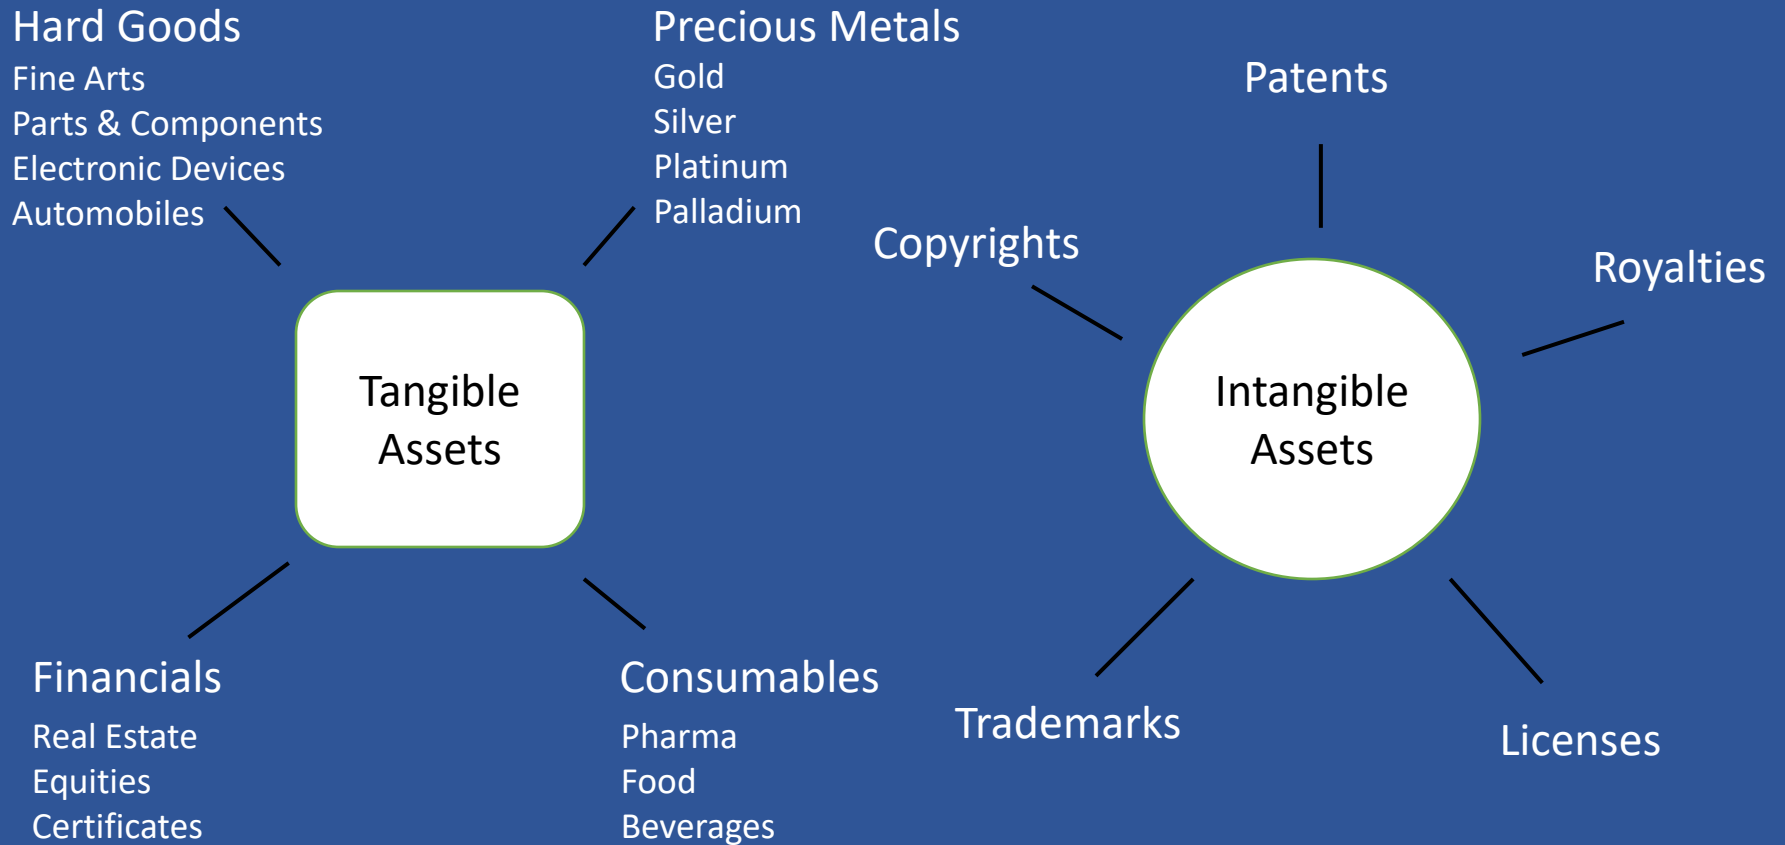 Hard Goods
Fine Arts
Parts & Components
Electronic Devices
Automobiles
Precious Metals
Gold
Silver
Platinum
Palladium
Tangible
Assets
Financials
Real Estate
Equities
Certificates
Consumables
Pharma
Food
Beverages
Patents
Copyrights
Royalties
Intangible
Assets
Trademarks
Licenses